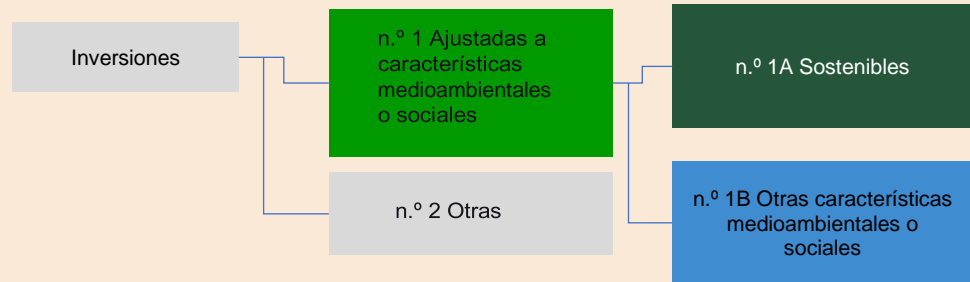 Inversiones
n.º 1 Ajustadas a
características
medioambientales
o sociales
n.º 2 Otras
n.º 1A Sostenibles
n.º 1B Otras características
medioambientales o
sociales